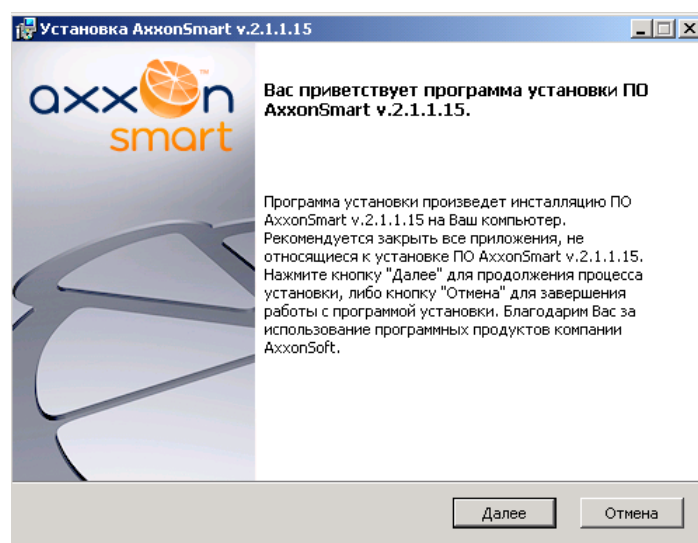 Установка AxxonSmart v.2.1.1.15
axxon
smart
Вас приветствует программа установки ПО
AxxonSmart v.2.1.1.15.
Программа установки произведет инсталляцию ПО
AxxonSmart v.2.1.1.15 на Ваш компьютер.
Рекомендуется закрыть все приложения, не
относящиеся к установке ПО AxxonSmart v.2.1.1.15.
Нажмите кнопку "Далее" для продолжения процесса
установки, либо кнопку "Отмена" для завершения
работы с программой установки. Благодарим Вас за
использование программных продуктов компании
AxxonSoft.
Далее
Отмена